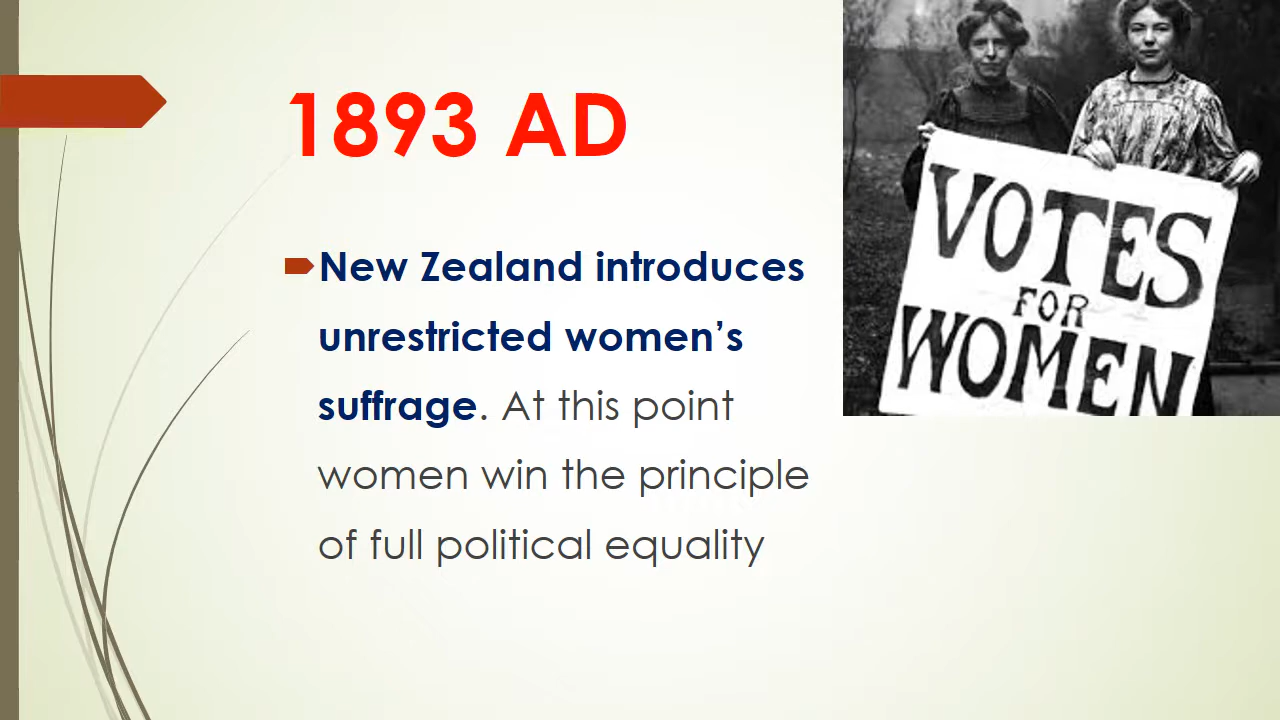 1893 AD
New Zealand introduces
unrestricted women’s
suffrage. At this point
women win the principle
of full political equality
VOTES
FOR
WOMEN